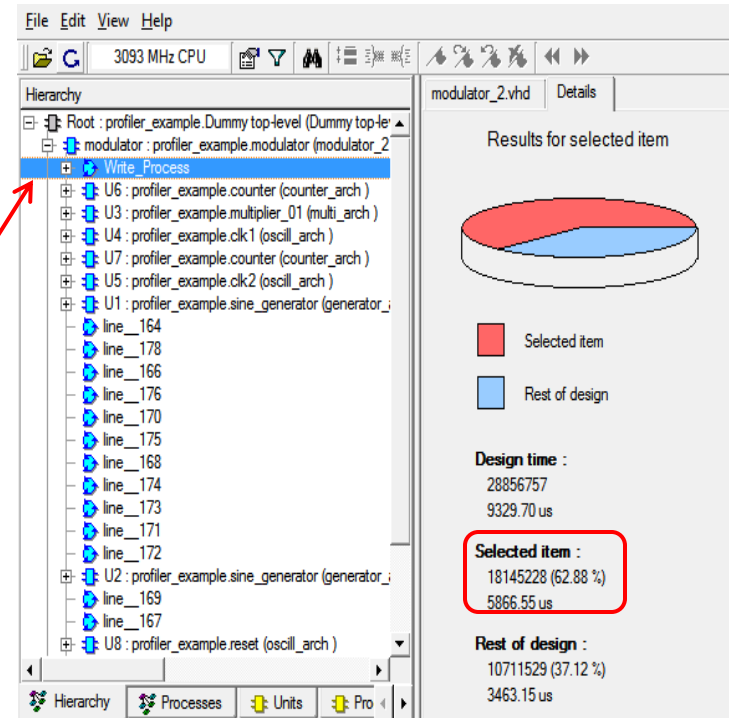 File Edit View Help
3093 MHz CPU
Hierarchy
Root : profiler_example.Dummy top-level (Dummy top-le
modulator : profiler_example.modulator (modulator_2
Write_Process
U6 : profiler_example.counter (counter_arch )
U3 : profiler_example.multiplier_01 (multi_arch )
U4 : profiler_example.clk1 (oscill_arch )
U7 : profiler_example.counter (counter_arch )
U5 : profiler_example.clk2 (oscill_arch )
U1 : profiler_example.sine_generator (generator_
line__164
line__178
line__166
line__176
line__170
line__175
line__168
line__174
line__173
line__171
line__172
U2 : profiler_example.sine_generator (generator_
line__169
line__167
U8 : profiler_example.reset (oscill_arch )
Hierarchy Processes Units Pro
modulator_2.vhd Details
Results for selected item
Selected item
Rest of design
Design time :
28856757
9329.70 us
Selected item :
18145228 (62.88 %)
5866.55 us
Rest of design :
10711529 (37.12 %)
3463.15 us